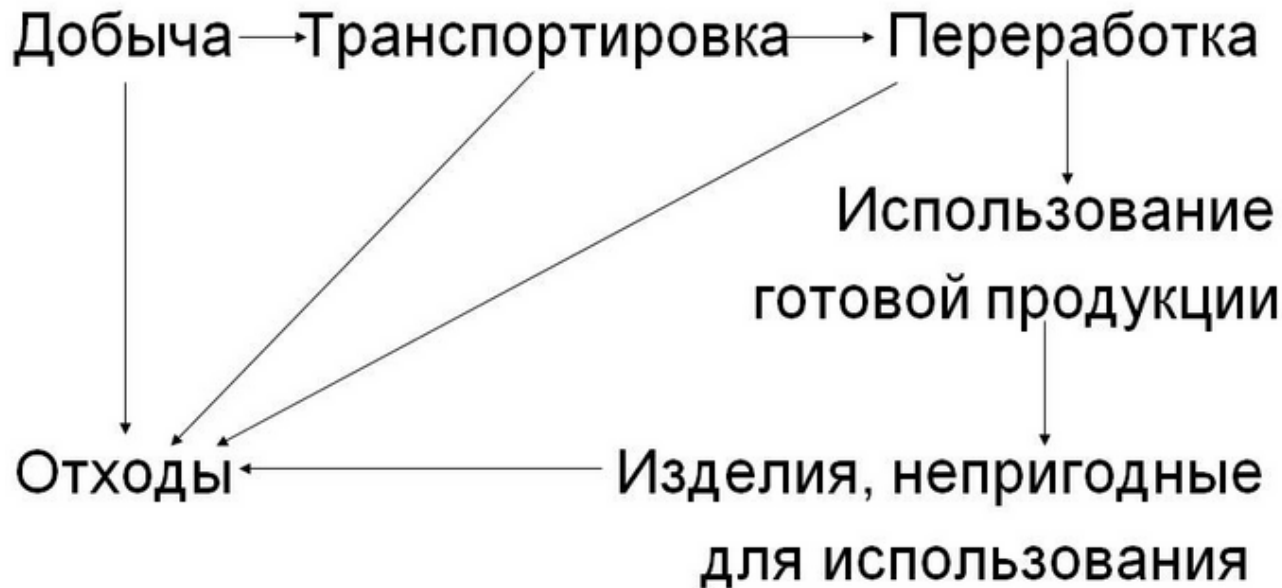 Добыча Транспортировка Переработка
Использование
готовой продукции
Отходы Изделия, непригодные
для использования